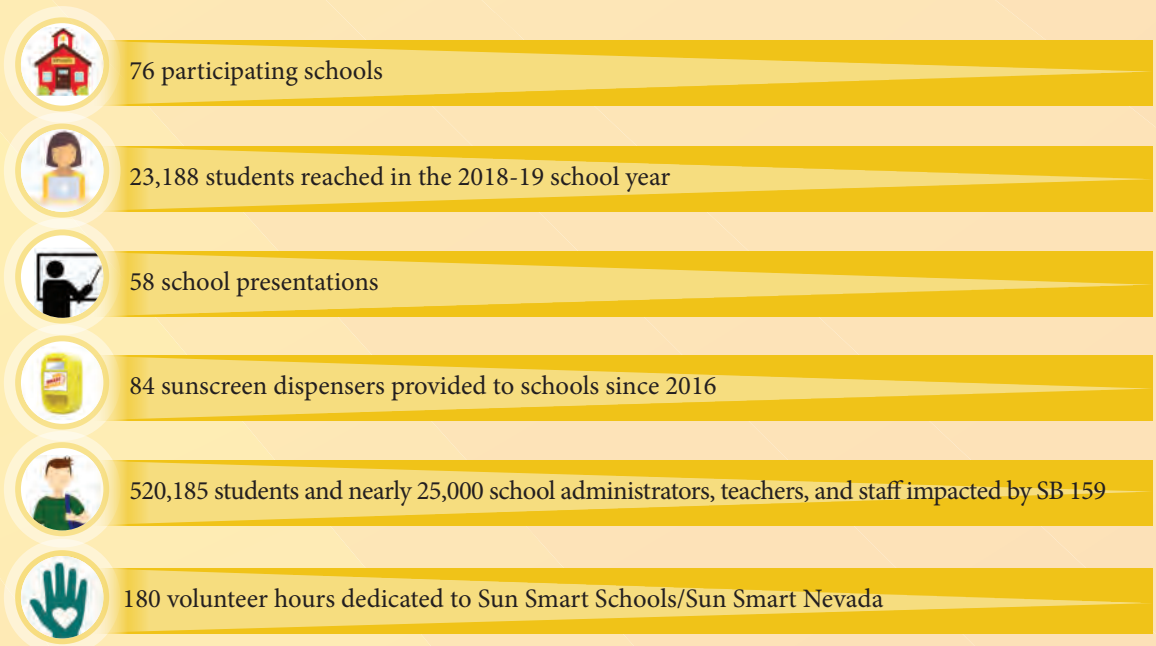 76 participating schools
23,188 students reached in the 2018-19 school year
58 school presentations
84 sunscreen dispensers provided to schools since 2016
520,185 students and nearly 25,000 school administrators, teachers, and staff impacted by SB 159
180 volunteer hours dedicated to Sun Smart Schools/Sun Smart Nevada